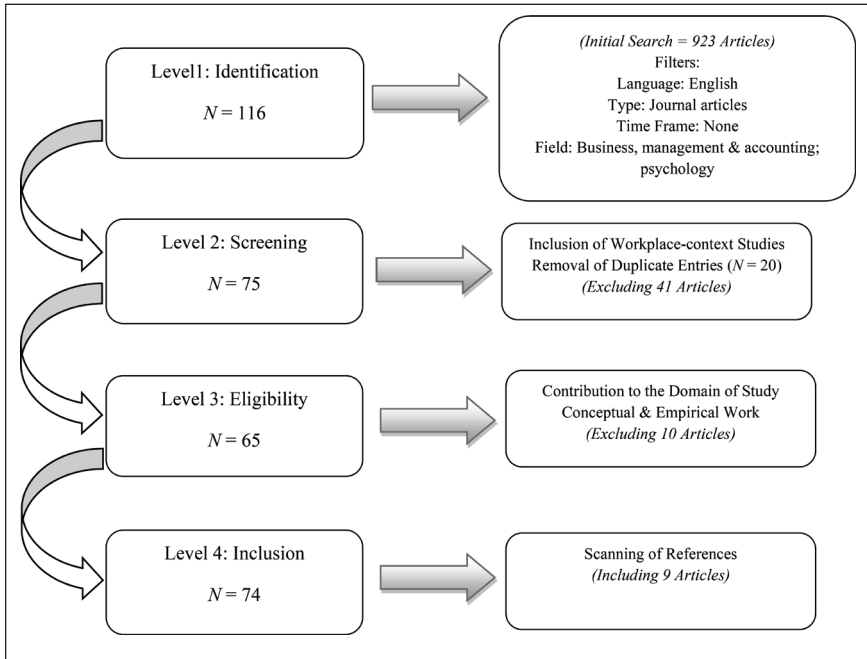 Level1: Identification
N = 116
(Initial Search = 923 Articles)
Filters:
Language: English
Type: Journal articles
Time Frame: None
Field: Business, management & accounting;
psychology
Level 2: Screening
N = 75
Inclusion of Workplace-context Studies
Removal of Duplicate Entries (N = 20)
(Excluding 41 Articles)
Level 3: Eligibility
N = 65
Contribution to the Domain of Study
Conceptual & Empirical Work
(Excluding 10 Articles)
Level 4: Inclusion
N = 74
Scanning of References
(Including 9 Articles)